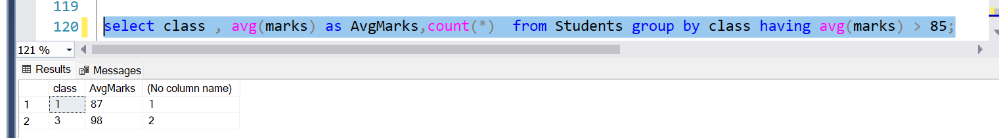 119
120 select class , avg(marks) as AvgMarks,count(*)  from Students group by class having avg(marks) > 85;
121 %
Results Messages
class AvgMarks (No column name)
1 1 87 1
2 3 98 2